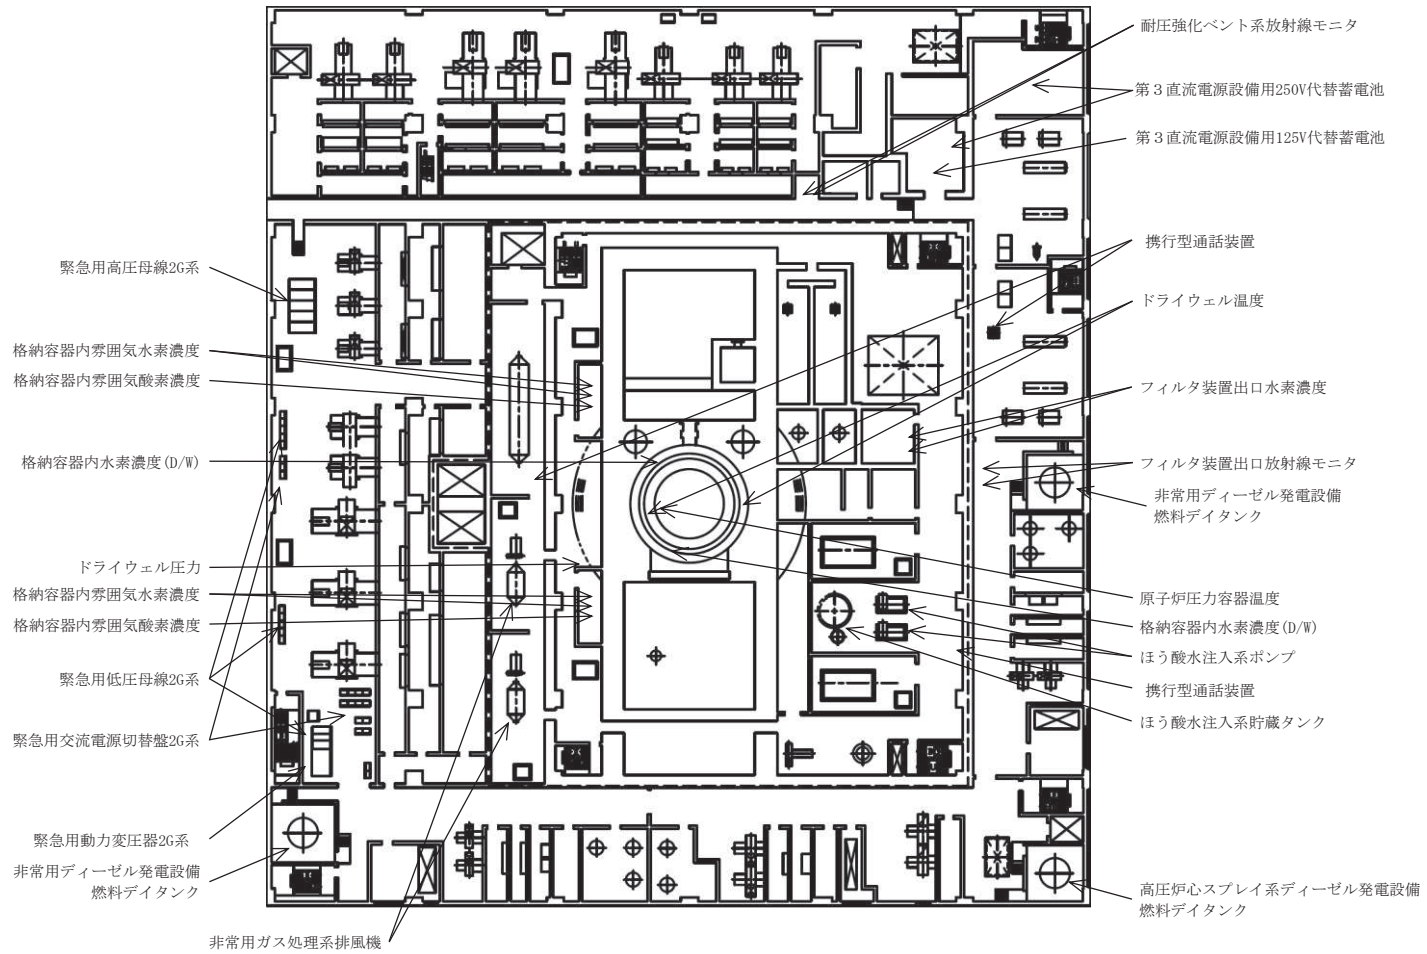 耐圧強化ベント系放射線モニタ
第３直流電源設備用250V代替蓄電池
第３直流電源設備用125V代替蓄電池
携行型通話装置
ドライウェル温度
フィルタ装置出口水素濃度
フィルタ装置出口放射線モニタ
非常用ディーゼル発電設備
燃料デイタンク
原子炉圧力容器温度
格納容器内水素濃度(D/W)
ほう酸水注入系ポンプ
携行型通話装置
ほう酸水注入系貯蔵タンク
高圧炉心スプレイ系ディーゼル発電設備
燃料デイタンク
緊急用高圧母線2G系
格納容器内雰囲気水素濃度
格納容器内雰囲気酸素濃度
格納容器内水素濃度(D/W)
ドライウェル圧力
格納容器内雰囲気水素濃度
格納容器内雰囲気酸素濃度
緊急用低圧母線2G系
緊急用交流電源切替盤2G系
緊急用動力変圧器2G系
非常用ディーゼル発電設備
燃料デイタンク
非常用ガス処理系排風機